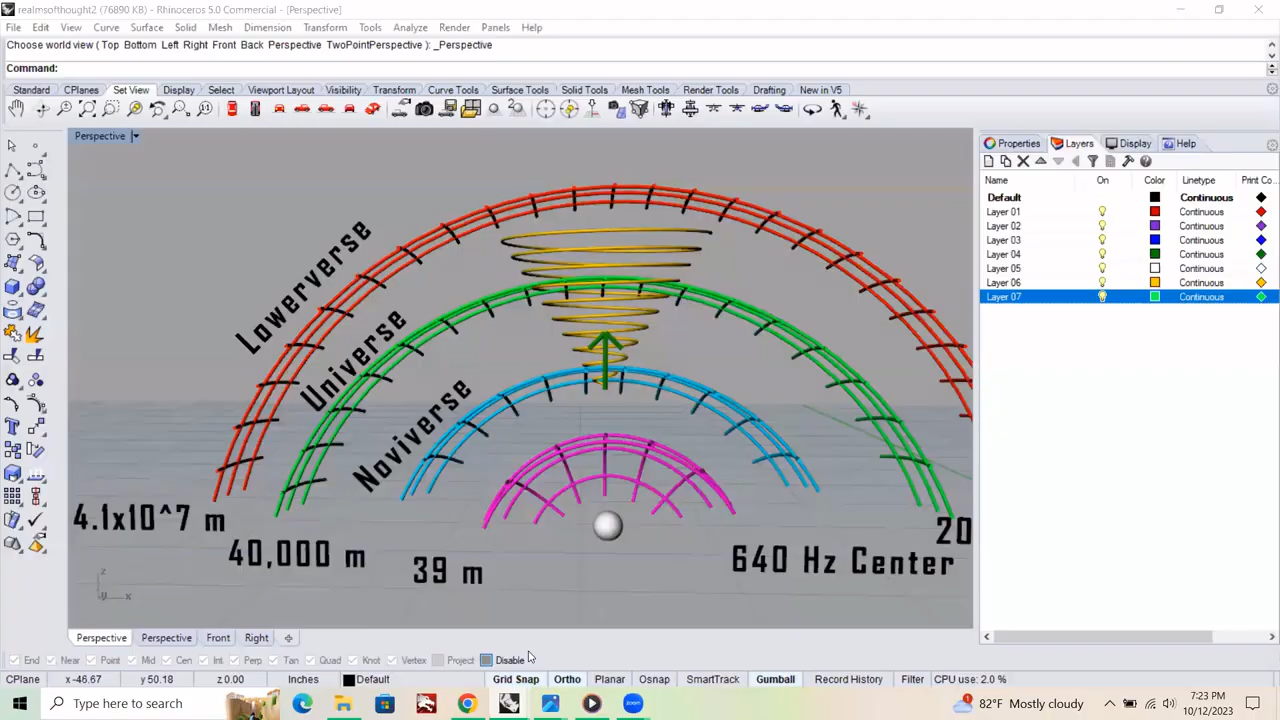 realmsofthought2 (76890 KB) - Rhinoceros 5.0 Commercial - [Perspective]
File Edit View Curve Surface Solid Mesh Dimension Transform Tools Analyze Render Panels Help
Choose world view ( Top Bottom Left Right Front Back Perspective TwoPointPerspective ): _Perspective
Command:
Standard CPlanes Set View Display Select Viewport Layout Visibility Transform Curve Tools Surface Tools Solid Tools Mesh Tools Render Tools Drafting New in V5
Perspective
Properties Layers Display Help
Name On Color Linetype Print Co...
Default Continuous
Layer 01 Continuous
Layer 02 Continuous
Layer 03 Continuous
Layer 04 Continuous
Layer 05 Continuous
Layer 06 Continuous
Layer 07 Continuous
Lowerverse
Universe
Noviverse
4.1x10^7 m
40,000 m
39 m
640 Hz Center
20
z
y x
Perspective Perspective Front Right
End Near Point Mid Cen Int Perp Tan Quad Knot Vertex Project Disable
CPlane x -46.67 y 50.18 z 0.00 Inches Default Grid Snap Ortho Planar Osnap SmartTrack Gumball Record History Filter CPU use: 2.0 %
Type here to search
zoom
1
82°F Mostly cloudy
7:23 PM
10/12/2023